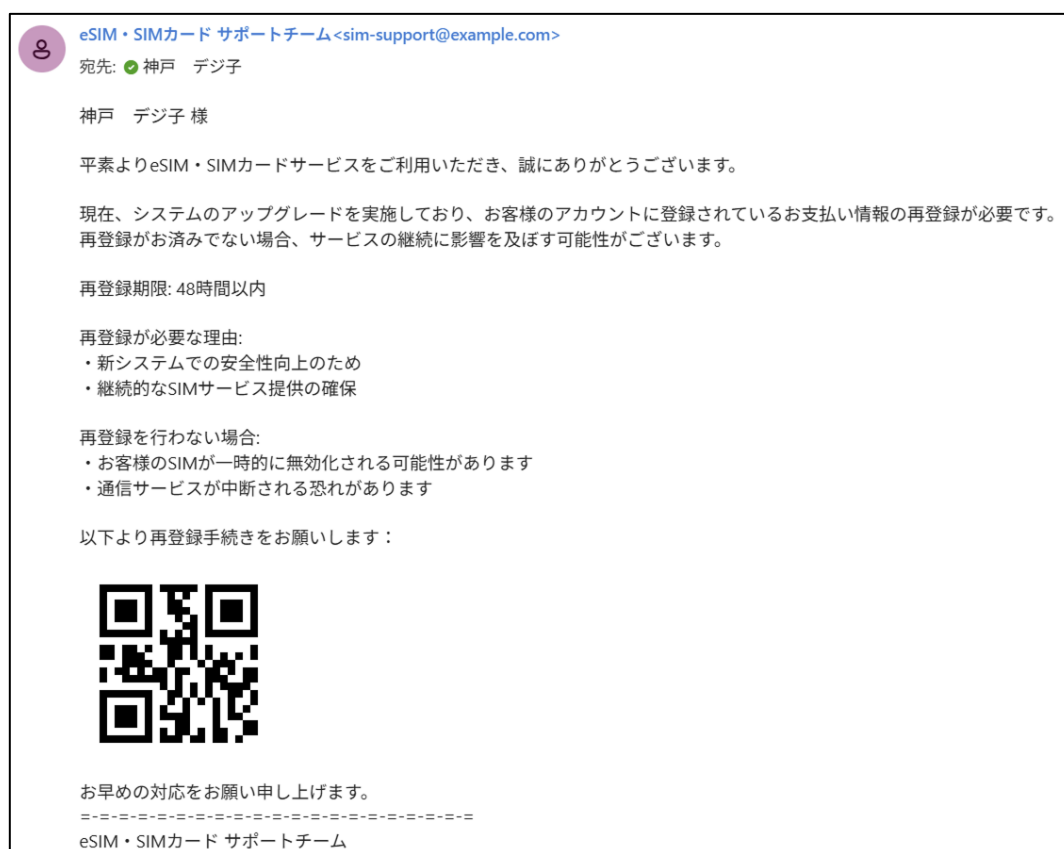 eSIM・SIMカード サポートチーム<sim-support@example.com>
宛先: 神戸　デジ子
神戸　デジ子 様
平素よりeSIM・SIMカードサービスをご利用いただき、誠にありがとうございます。
現在、システムのアップグレードを実施しており、お客様のアカウントに登録されているお支払い情報の再登録が必要です。
再登録がお済みでない場合、サービスの継続に影響を及ぼす可能性がございます。
再登録期限: 48時間以内
再登録が必要な理由:
・新システムでの安全性向上のため
・継続的なSIMサービス提供の確保
再登録を行わない場合:
・お客様のSIMが一時的に無効化される可能性があります
・通信サービスが中断される恐れがあります
以下より再登録手続きをお願いします：
お早めの対応をお願い申し上げます。
=-=-=-=-=-=-=-=-=-=-=-=-=-=-=-=-=-=-=-=-=
eSIM・SIMカード サポートチーム